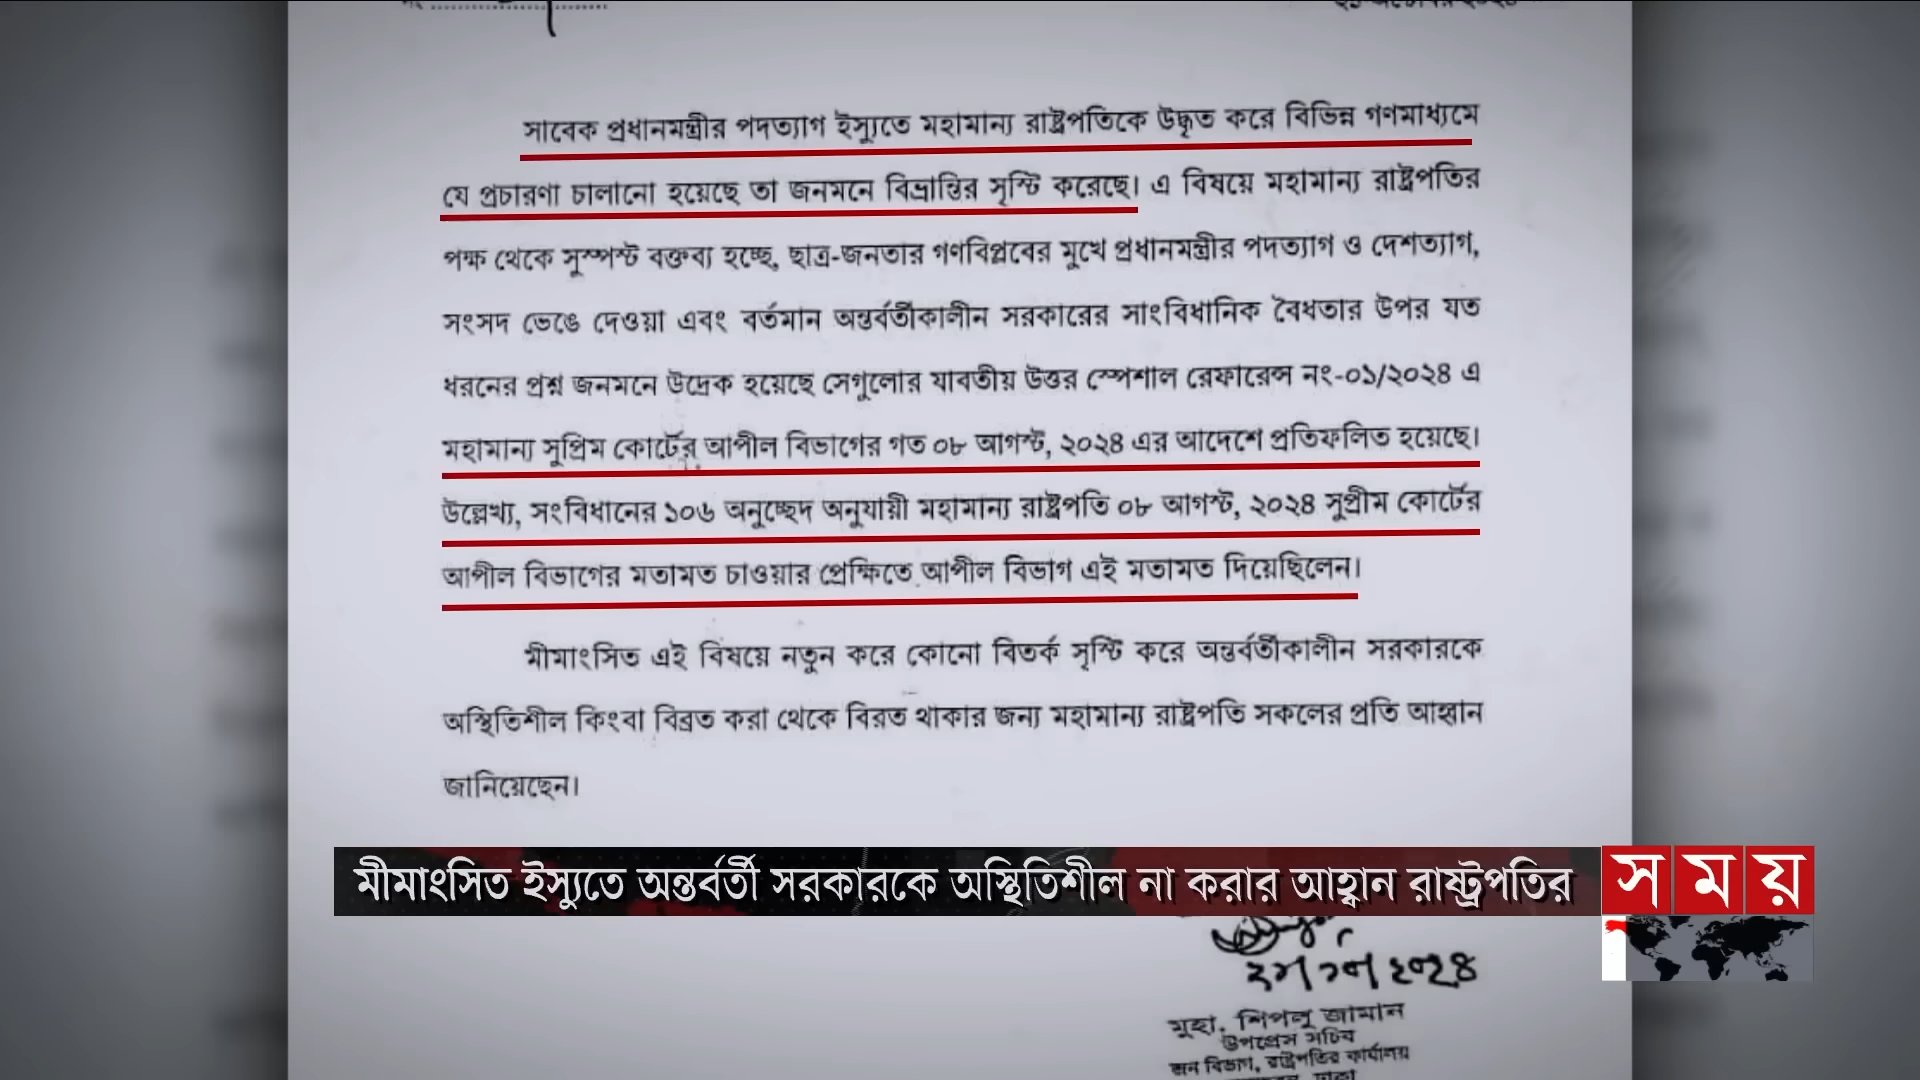 সাবেক প্রধানমন্ত্রীর পদত্যাগ ইস্যুতে মহামান্য রাষ্ট্রপতিকে উদ্ধৃত করে বিভিন্ন গণমাধ্যমে
যে প্রচারণা চালানো হয়েছে তা জনমনে বিভ্রান্তির সৃস্টি করেছে। এ বিষয়ে মহামান্য রাষ্ট্রপতির
পক্ষ থেকে সুস্পস্ট বক্তব্য হচ্ছে, ছাত্র-জনতার গণবিপ্লবের মুখে প্রধানমন্ত্রীর পদত্যাগ ও দেশত্যাগ,
সংসদ ভেঙে দেওয়া এবং বর্তমান অন্তর্বর্তীকালীন সরকারের সাংবিধানিক বৈধতার উপর যত
ধরনের প্রশ্ন জনমনে উদ্রেক হয়েছে সেগুলোর যাবতীয় উত্তর স্পেশাল রেফারেন্স নং-০১/২০২৪ এ
মহামান্য সুপ্রিম কোর্টের আপীল বিভাগের গত ০৮ আগস্ট, ২০২৪ এর আদেশে প্রতিফলিত হয়েছে।
উল্লেখ্য, সংবিধানের ১০৬ অনুচ্ছেদ অনুযায়ী মহামান্য রাষ্ট্রপতি ০৮ আগস্ট, ২০২৪ সুপ্রীম কোর্টের
আপীল বিভাগের মতামত চাওয়ার প্রেক্ষিতে আপীল বিভাগ এই মতামত দিয়েছিলেন।
মীমাংসিত এই বিষয়ে নতুন করে কোনো বিতর্ক সৃস্টি করে অন্তর্বর্তীকালীন সরকারকে
অস্থিতিশীল কিংবা বিব্রত করা থেকে বিরত থাকার জন্য মহামান্য রাষ্ট্রপতি সকলের প্রতি আহ্বান
জানিয়েছেন।
মীমাংসিত ইস্যুতে অন্তর্বর্তী সরকারকে অস্থিতিশীল না করার আহ্বান রাষ্ট্রপতির
সময়
মুহা. শিপলু জামান
উপপ্রেস সচিব
জন বিভাগ, রাষ্ট্রপতির কার্যালয়